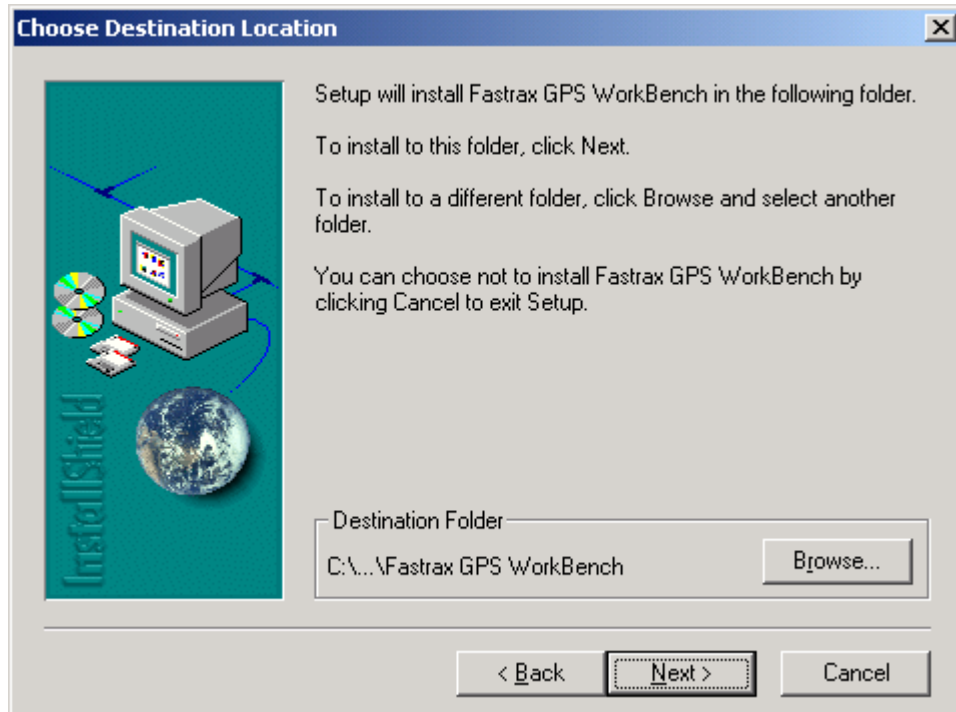 Choose Destination Location
Setup will install Fastrax GPS WorkBench in the following folder.
To install to this folder, click Next.
To install to a different folder, click Browse and select another
folder.
You can choose not to install Fastrax GPS WorkBench by
clicking Cancel to exit Setup.
InstallShield
Destination Folder
C:\...\Fastrax GPS WorkBench
Browse...
< Back
Next >
Cancel